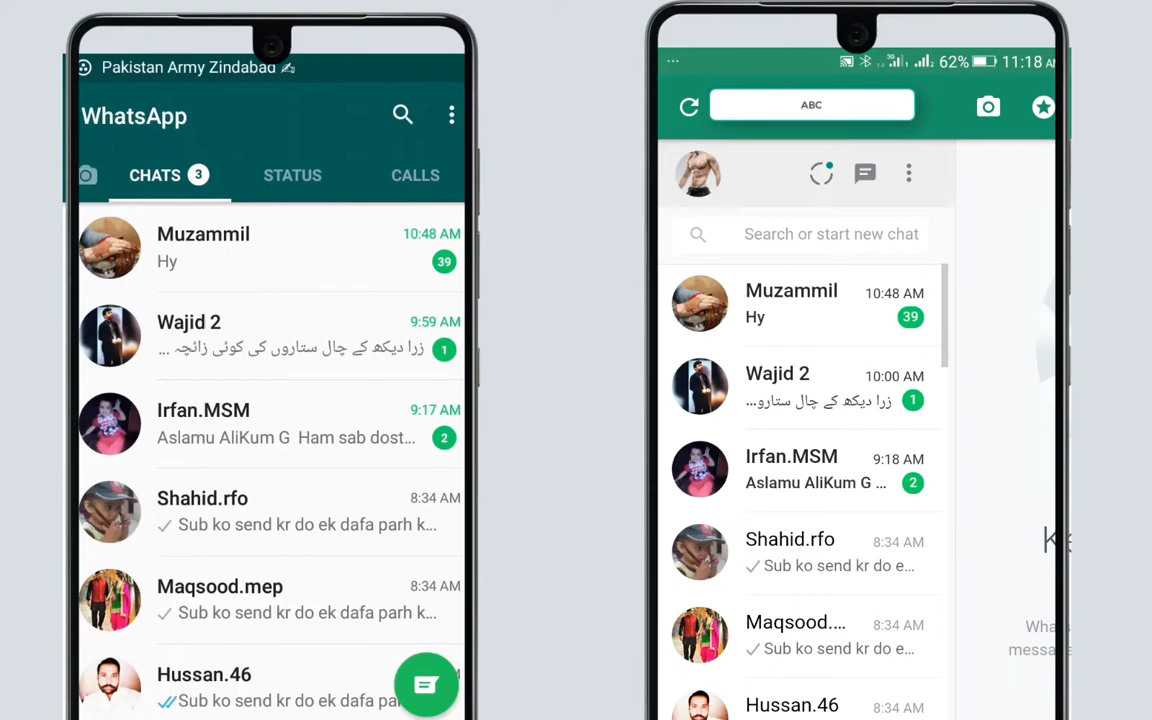 Pakistan Army Zindabad ✍
WhatsApp
CHATS 3
STATUS
CALLS
Muzammil
10:48 AM
Hy
39
Wajid 2
9:59 AM
زرا دیکھ کے چال ستاروں کی کوئی زائچہ ...
1
Irfan.MSM
9:17 AM
Aslamu AliKum G Ham sab dost...
2
Shahid.rfo
8:34 AM
Sub ko send kr do ek dafa parh k...
Maqsood.mep
8:34 AM
Sub ko send kr do ek dafa parh k...
Hussan.46
Sub ko send kr do ek dafa pa
... 3G 62% 11:18 A
ABC
Search or start new chat
Muzammil
10:48 AM
Hy
39
Wajid 2
10:00 AM
زرا دیکھ کے چال ستارو...
1
Irfan.MSM
9:18 AM
Aslamu AliKum G ...
2
Shahid.rfo
8:34 AM
Sub ko send kr do e...
Maqsood....
8:34 AM
Sub ko send kr do e...
Hussan.46
8:34 AM
Ke
Whats
message